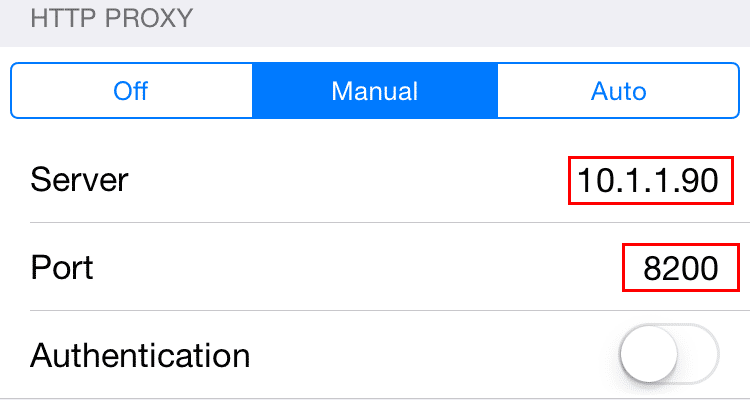 HTTP PROXY
Off Manual Auto
Server 10.1.1.90
Port 8200
Authentication